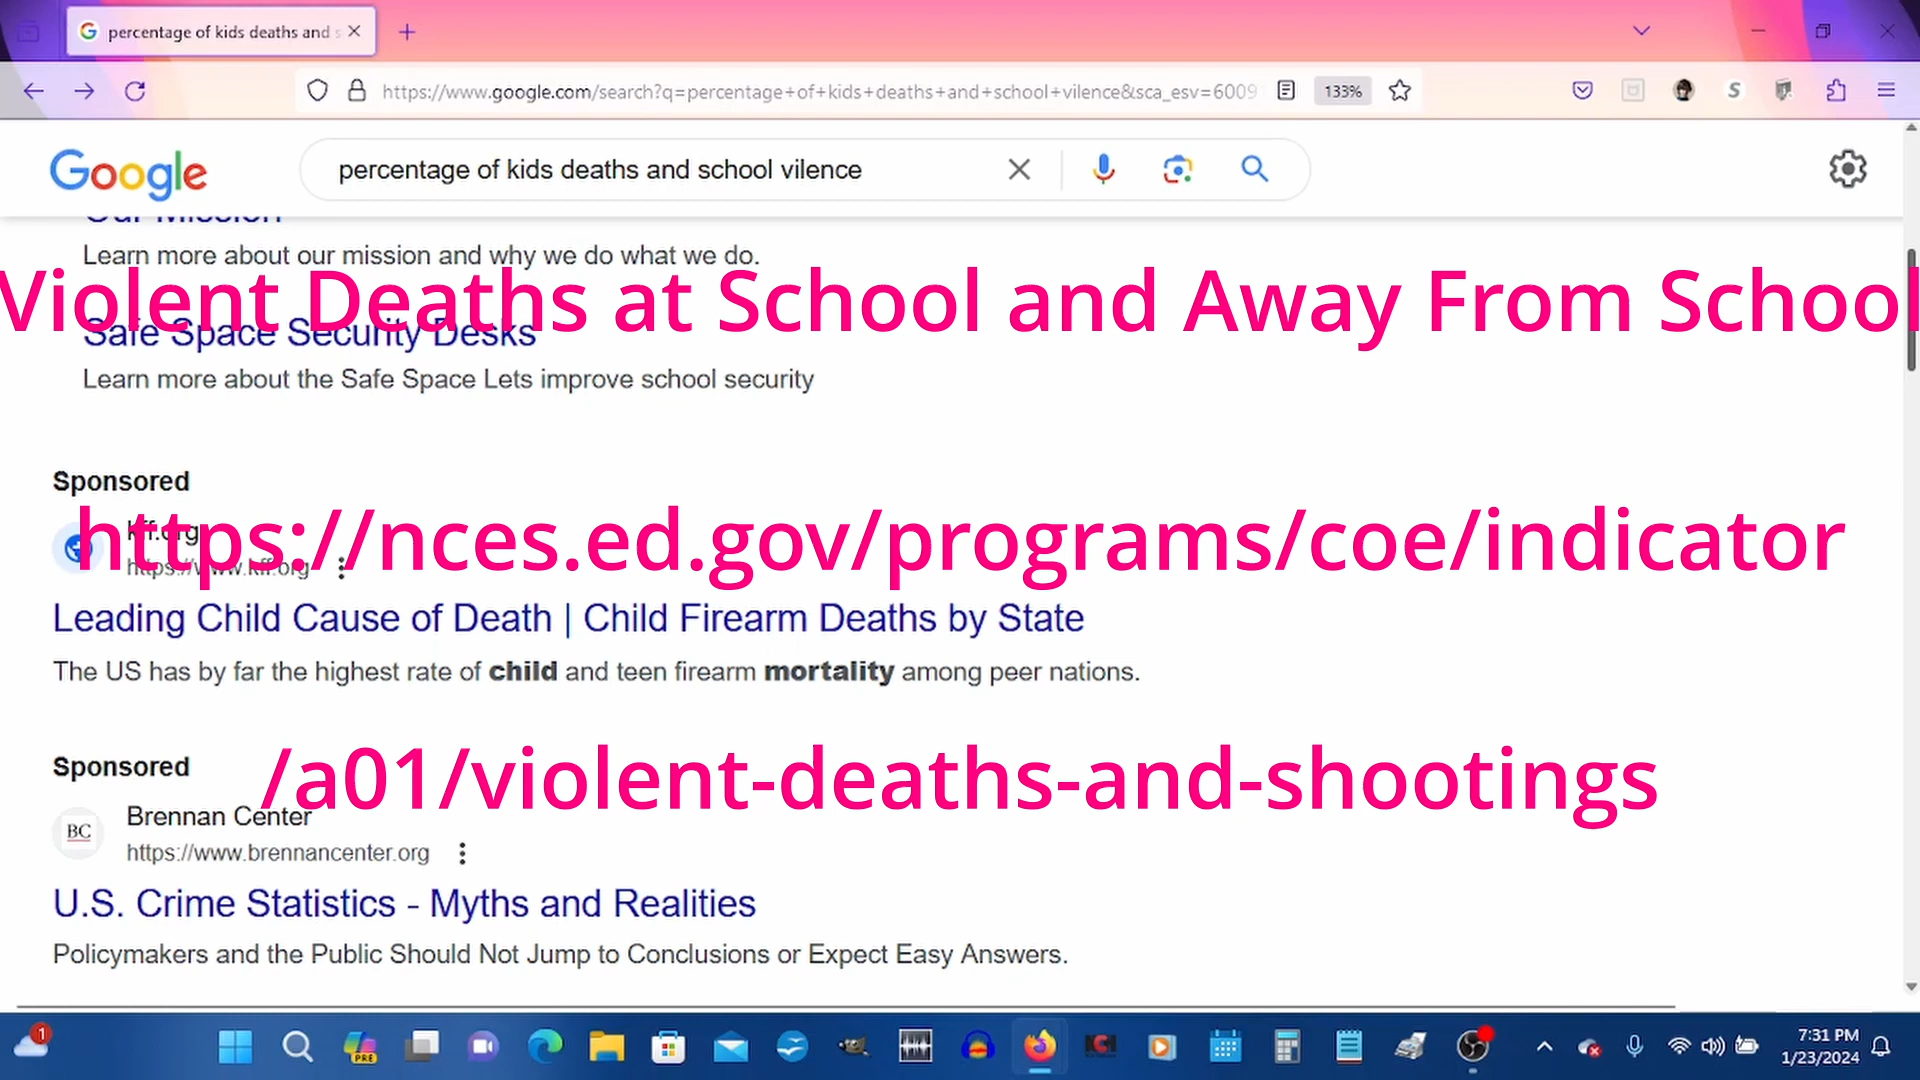 percentage of kids deaths and s
https://www.google.com/search?q=percentage+of+kids+deaths+and+school+vilence&sca_esv=6009
133%
Google
percentage of kids deaths and school vilence
Our Mission
Learn more about our mission and why we do what we do.
Violent Deaths at School and Away From School
Safe Space Security Desks
Learn more about the Safe Space Lets improve school security
Sponsored
kff.org
https://nces.ed.gov/programs/coe/indicator
https://www.kff.org
Leading Child Cause of Death | Child Firearm Deaths by State
The US has by far the highest rate of child and teen firearm mortality among peer nations.
Sponsored
/a01/violent-deaths-and-shootings
Brennan Center
BC
https://www.brennancenter.org
U.S. Crime Statistics - Myths and Realities
Policymakers and the Public Should Not Jump to Conclusions or Expect Easy Answers.
1
PRE
7:31 PM
1/23/2024